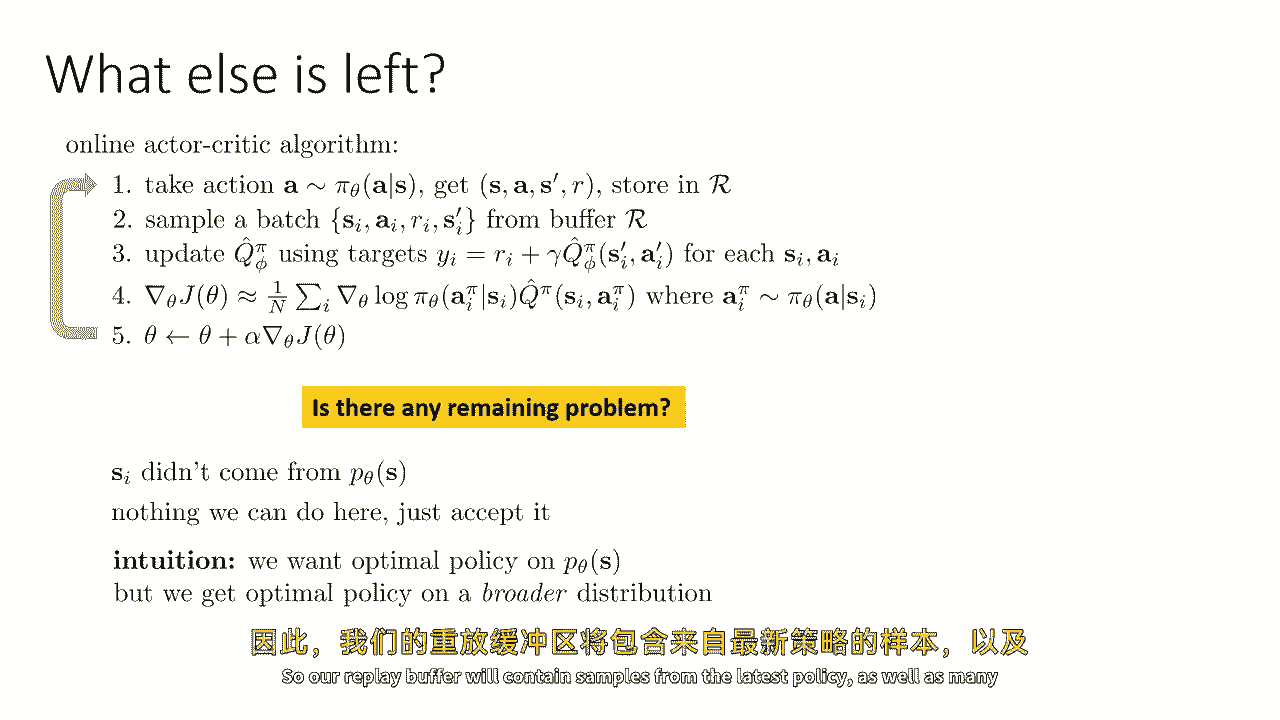 What else is left?
online actor-critic algorithm:
1. take action $\mathbf{a} \sim \pi_\theta(\mathbf{a}|\mathbf{s})$, get $(\mathbf{s}, \mathbf{a}, \mathbf{s}', r)$, store in $\mathcal{R}$
2. sample a batch $\{\mathbf{s}_i, \mathbf{a}_i, r_i, \mathbf{s}'_i\}$ from buffer $\mathcal{R}$
3. update $\hat{Q}^\pi_\phi$ using targets $y_i = r_i + \gamma \hat{Q}^\pi_\phi(\mathbf{s}'_i, \mathbf{a}'_i)$ for each $\mathbf{s}_i, \mathbf{a}_i$
4. $\nabla_\theta J(\theta) \approx \frac{1}{N} \sum_i \nabla_\theta \log \pi_\theta(\mathbf{a}^\pi_i|\mathbf{s}_i) \hat{Q}^\pi(\mathbf{s}_i, \mathbf{a}^\pi_i)$ where $\mathbf{a}^\pi_i \sim \pi_\theta(\mathbf{a}|\mathbf{s}_i)$
5. $\theta \leftarrow \theta + \alpha \nabla_\theta J(\theta)$
Is there any remaining problem?
$\mathbf{s}_i$ didn't come from $p_\theta(\mathbf{s})$
nothing we can do here, just accept it
intuition: we want optimal policy on $p_\theta(\mathbf{s})$
but we get optimal policy on a broader distribution
因此，我们的重放缓冲区将包含来自最新策略的样本，以及
So our replay buffer will contain samples from the latest policy, as well as many